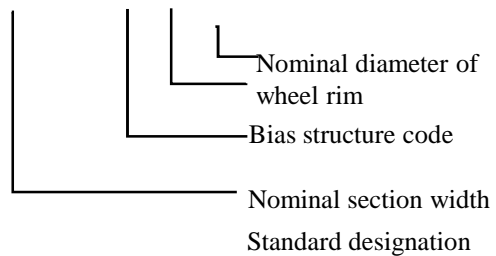 Nominal diameter of
wheel rim
Bias structure code
Nominal section width
Standard designation